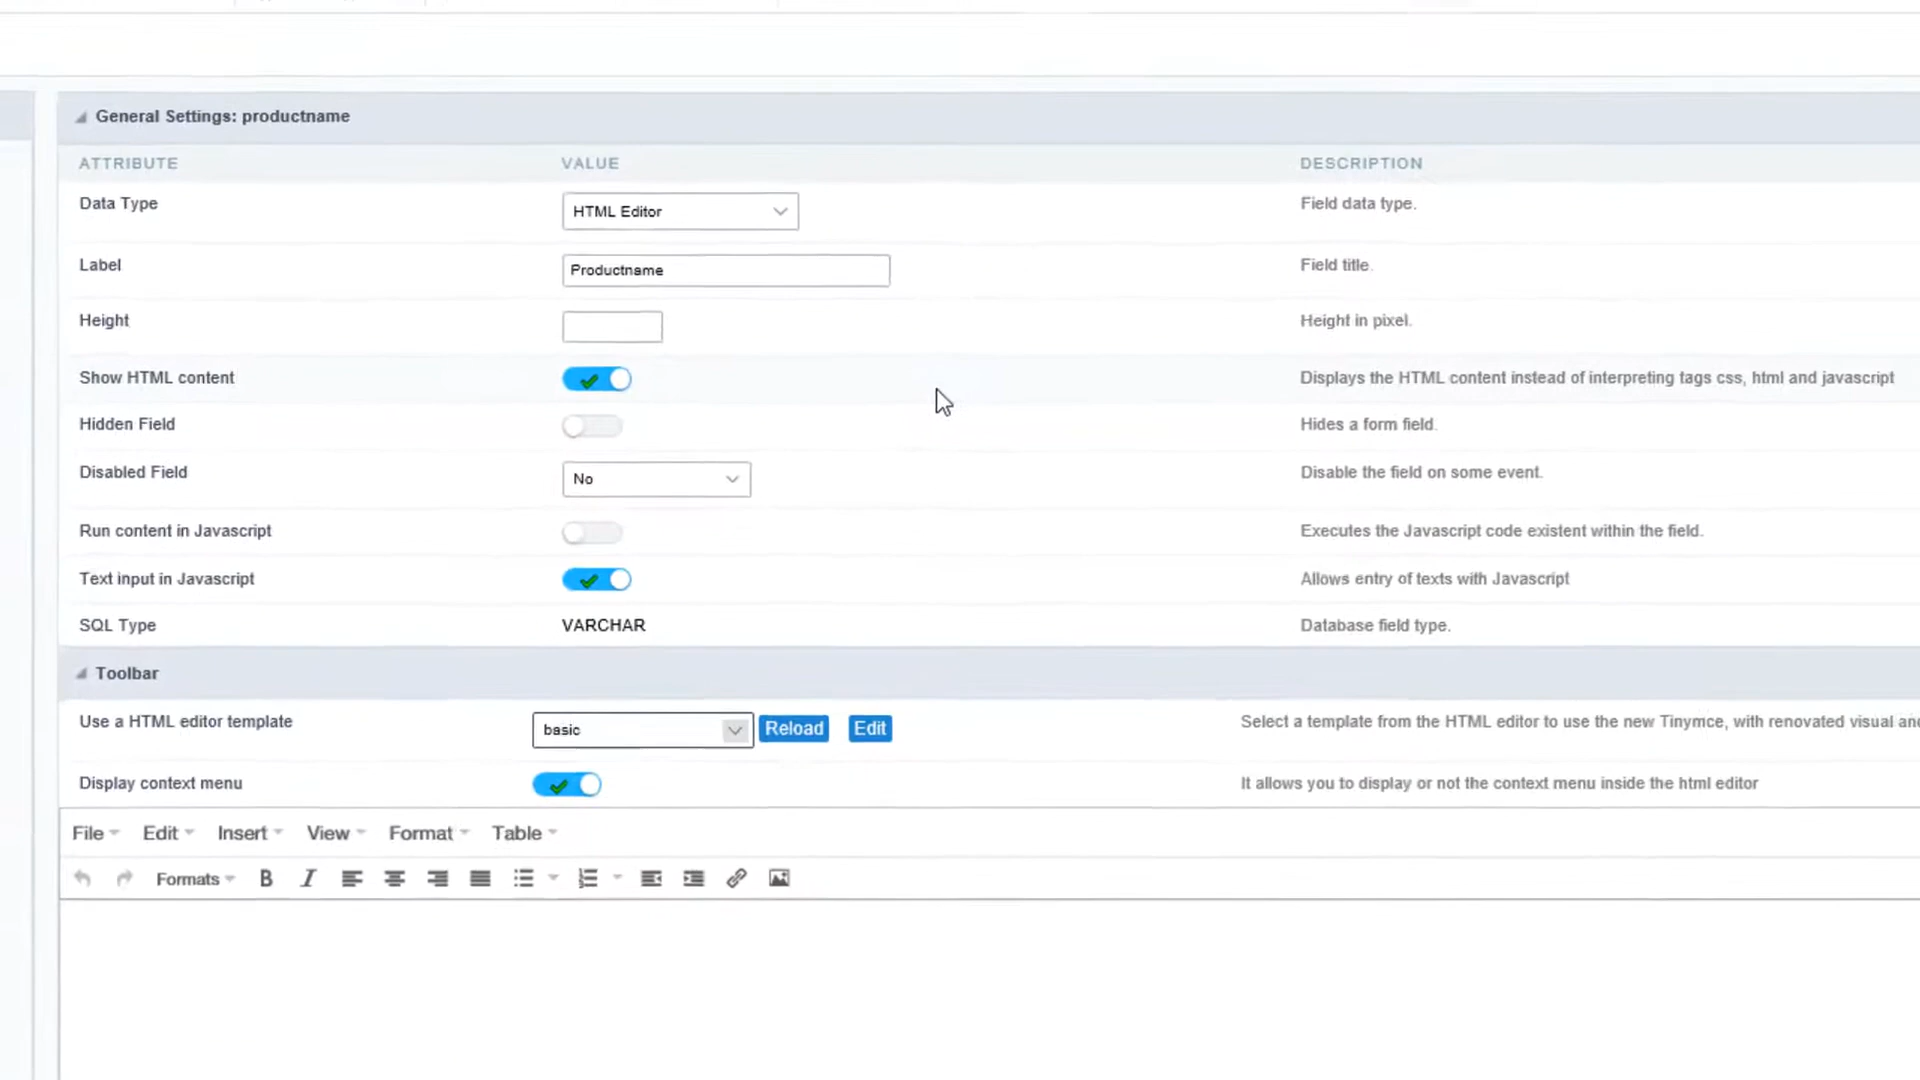 General Settings: productname
ATTRIBUTE VALUE DESCRIPTION
Data Type HTML Editor Field data type.
Label Productname Field title.
Height Height in pixel.
Show HTML content Displays the HTML content instead of interpreting tags css, html and javascript
Hidden Field Hides a form field.
Disabled Field No Disable the field on some event.
Run content in Javascript Executes the Javascript code existent within the field.
Text input in Javascript Allows entry of texts with Javascript
SQL Type VARCHAR Database field type.
Toolbar
Use a HTML editor template basic Reload Edit Select a template from the HTML editor to use the new Tinymce, with renovated visual and
Display context menu It allows you to display or not the context menu inside the html editor
File Edit Insert View Format Table
Formats B I